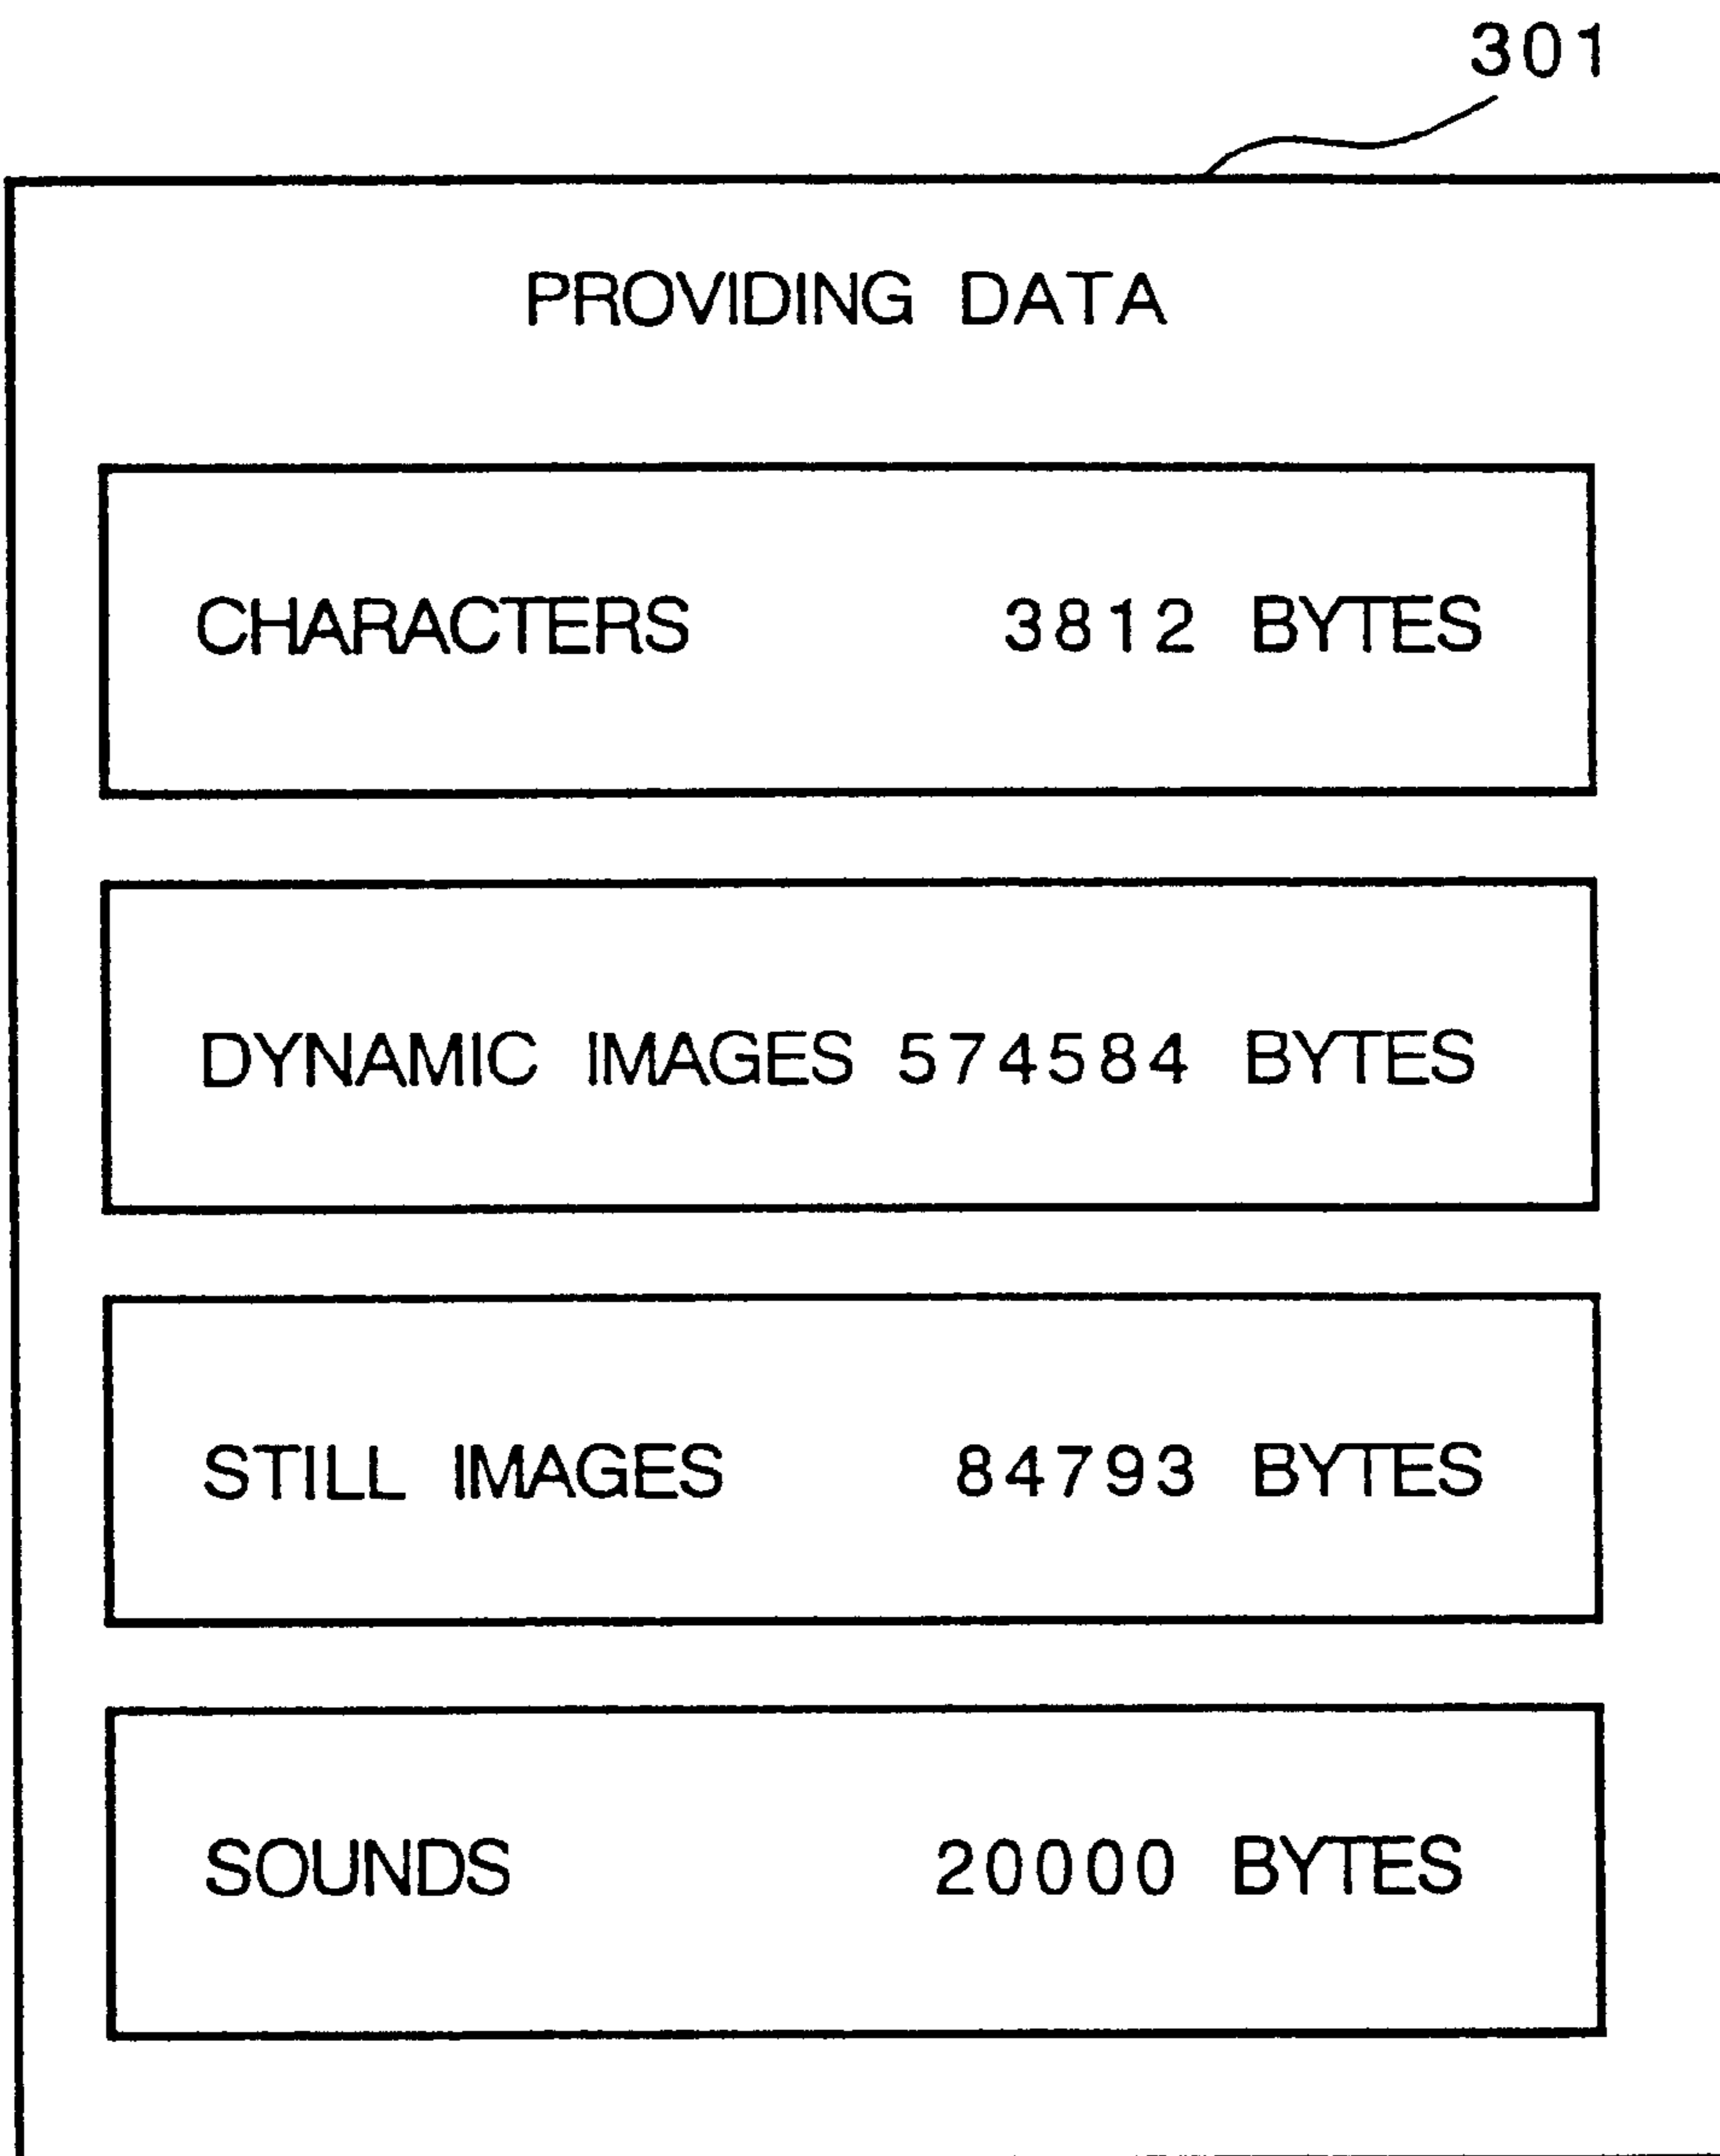 301
PROVIDING DATA
CHARACTERS 3812 BYTES
DYNAMIC IMAGES 574584 BYTES
STILL IMAGES 84793 BYTES
SOUNDS 20000 BYTES